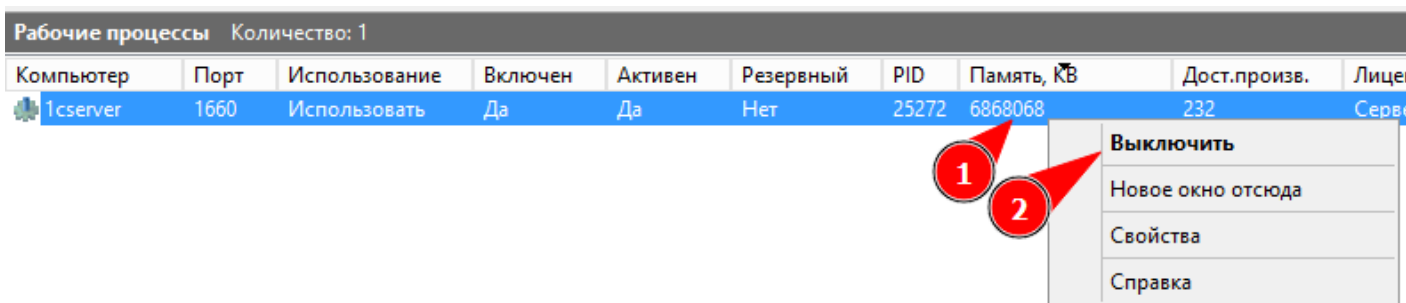 Рабочие процессы Количество: 1
Компьютер Порт Использование Включен Активен Резервный PID Память, КВ Дост.произв.
1cserver 1660 Использовать Да Да Нет 25272 6868068 232
1
2
Выключить
Новое окно отсюда
Свойства
Справка